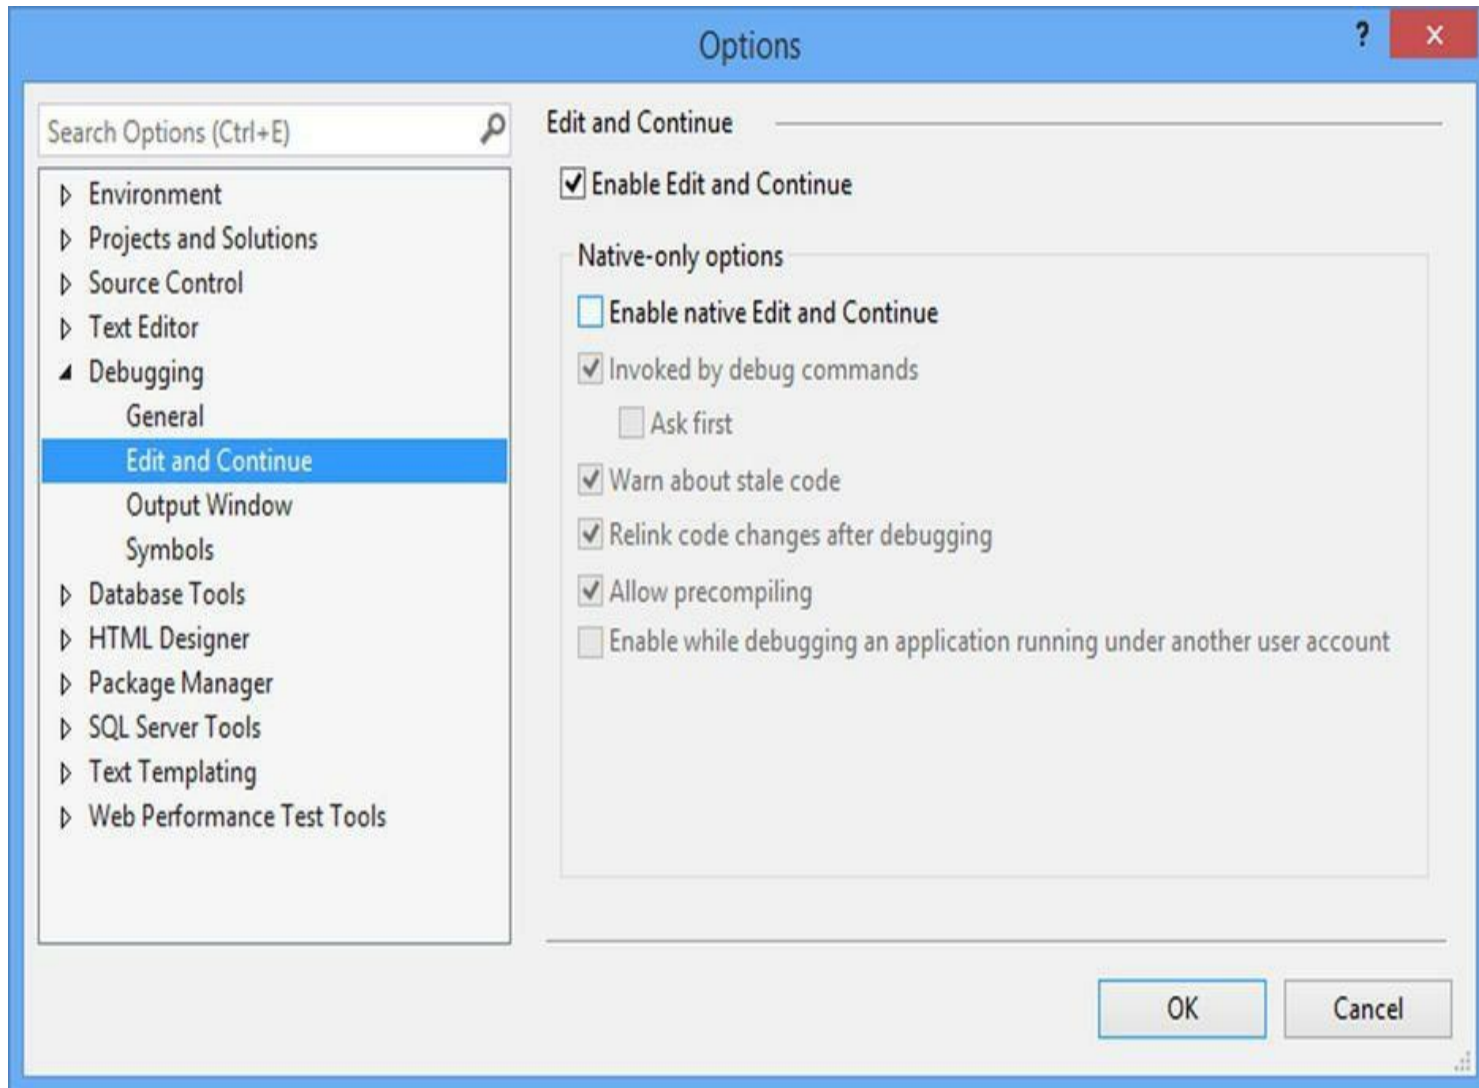 Options
?
Search Options (Ctrl+E)
Environment
Projects and Solutions
Source Control
Text Editor
Debugging
General
Edit and Continue
Output Window
Symbols
Database Tools
HTML Designer
Package Manager
SQL Server Tools
Text Templating
Web Performance Test Tools
Edit and Continue
Enable Edit and Continue
Native-only options
Enable native Edit and Continue
Invoked by debug commands
Ask first
Warn about stale code
Relink code changes after debugging
Allow precompiling
Enable while debugging an application running under another user account
OK
Cancel